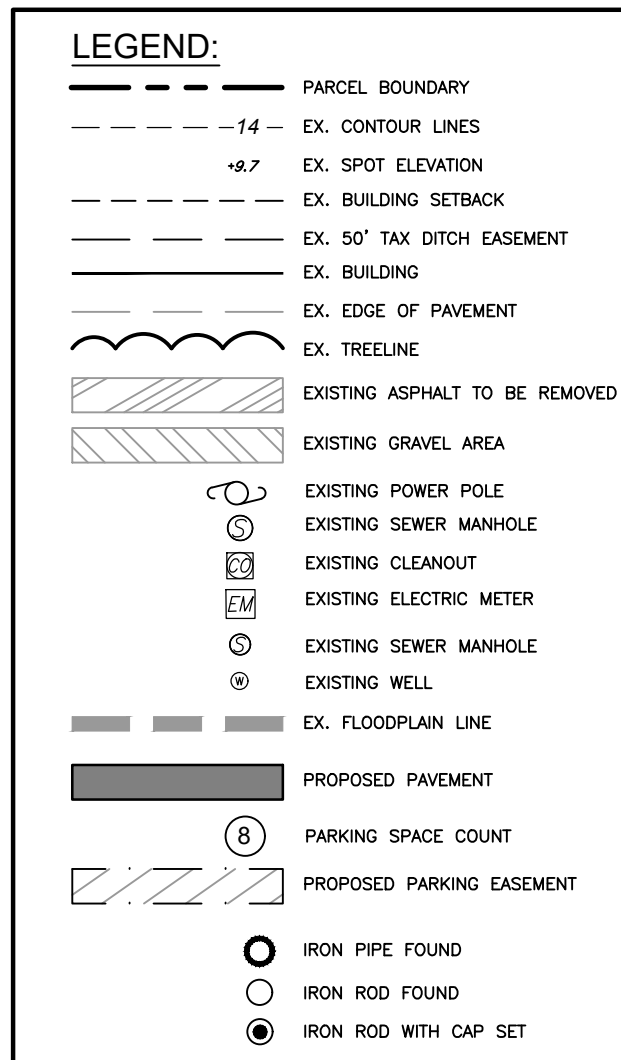 LEGEND:
PARCEL BOUNDARY
14 EX. CONTOUR LINES
+9.7 EX. SPOT ELEVATION
EX. BUILDING SETBACK
EX. 50' TAX DITCH EASEMENT
EX. BUILDING
EX. EDGE OF PAVEMENT
EX. TREELINE
EXISTING ASPHALT TO BE REMOVED
EXISTING GRAVEL AREA
EXISTING POWER POLE
S EXISTING SEWER MANHOLE
CO EXISTING CLEANOUT
EM EXISTING ELECTRIC METER
S EXISTING SEWER MANHOLE
W EXISTING WELL
EX. FLOODPLAIN LINE
PROPOSED PAVEMENT
8 PARKING SPACE COUNT
PROPOSED PARKING EASEMENT
IRON PIPE FOUND
IRON ROD FOUND
IRON ROD WITH CAP SET